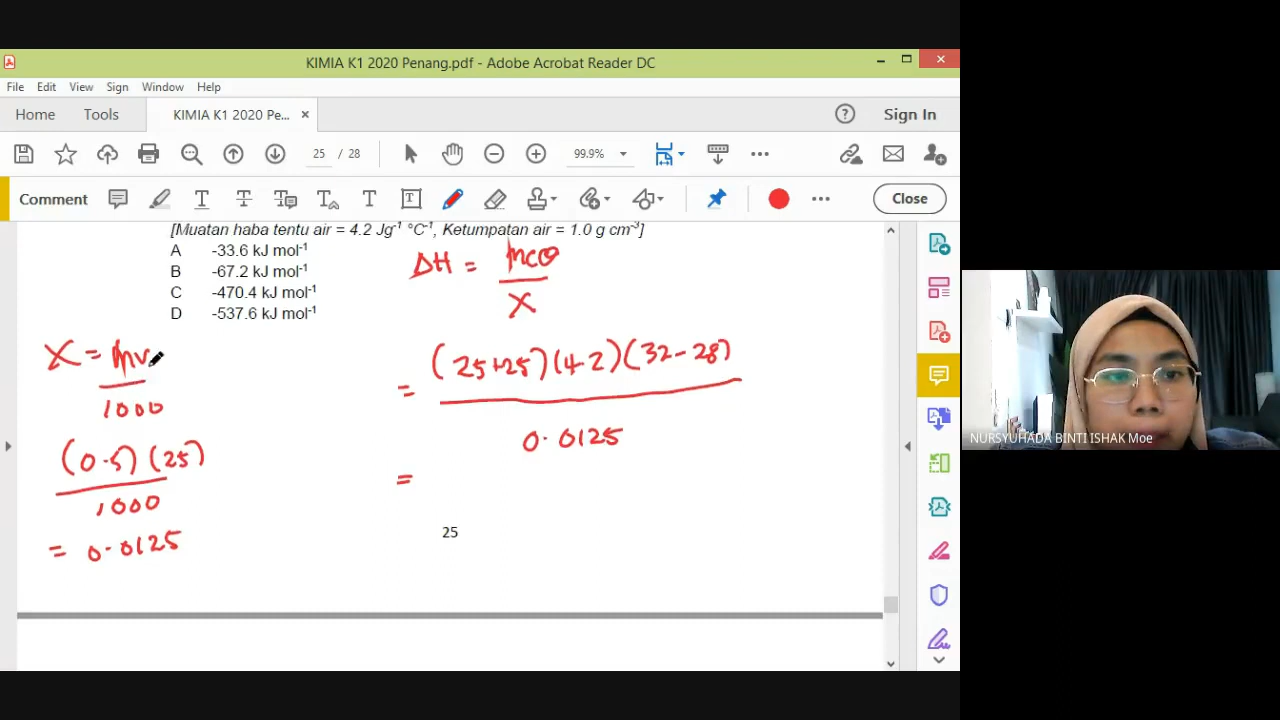 KIMIA K1 2020 Penang.pdf - Adobe Acrobat Reader DC
File Edit View Sign Window Help
Home Tools KIMIA K1 2020 Pe... × Sign In
25 / 28 99.9%
Comment Close
[Muatan haba tentu air = 4.2 Jg⁻¹ °C⁻¹, Ketumpatan air = 1.0 g cm⁻³]
A -33.6 kJ mol⁻¹
B -67.2 kJ mol⁻¹
C -470.4 kJ mol⁻¹
D -537.6 kJ mol⁻¹
ΔH = mcθ
x
= (25+25)(4.2)(32-28)
0.0125
=
x = mv
1000
(0.5)(25)
1000
= 0.0125
25
NURSYUHADA BINTI ISHAK Moe